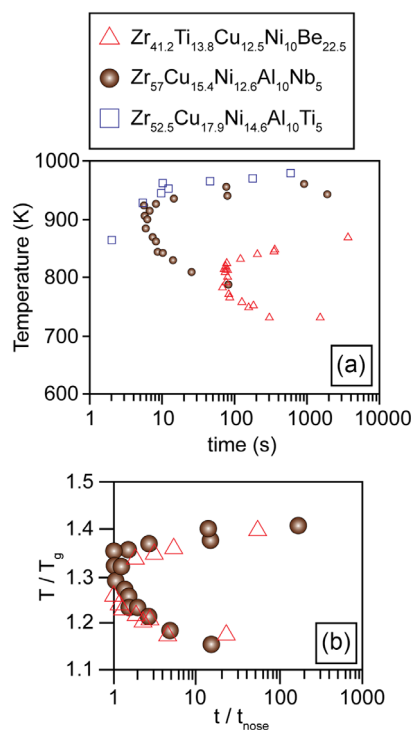 Zr41.2Ti13.8Cu12.5Ni10Be22.5
Zr57Cu15.4Ni12.6Al10Nb5
Zr52.5Cu17.9Ni14.6Al10Ti5
1000
900
800
700
600
Temperature (K)
(a)
1 10 100 1000 10000
time (s)
1.5
1.4
1.3
1.2
1.1
T / Tg
(b)
1 10 100 1000
t / tnose